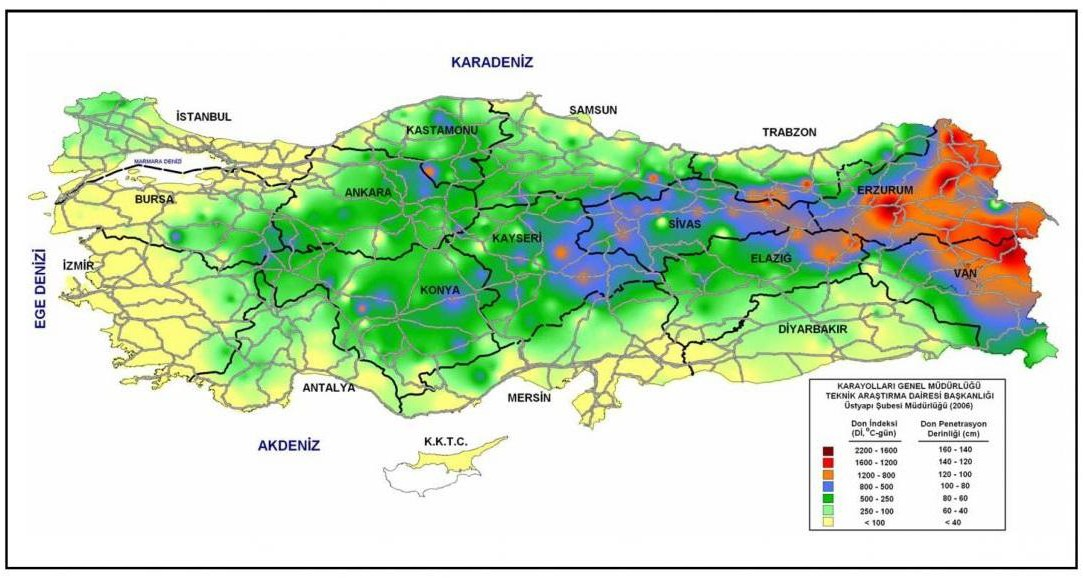 KARADENİZ
SAMSUN
İSTANBUL
KASTAMONU
TRABZON
MARMARA DENİZİ
ANKARA
ERZURUM
BURSA
SİVAS
KAYSERİ
ELAZIĞ
İZMİR
VAN
EGE DENİZİ
KONYA
DİYARBAKIR
ANTALYA
MERSİN
AKDENİZ
K.K.T.C.
KARAYOLLARI GENEL MÜDÜRLÜĞÜ
TEKNİK ARAŞTIRMA DAİRESİ BAŞKANLIĞI
Üstyapı Şubesi Müdürlüğü (2006)
Don İndeksi Don Penetrasyon
(Dİ, °C-gün) Derinliği (cm)
2200 - 1600 160 - 140
1600 - 1200 140 - 120
1200 - 800 120 - 100
800 - 500 100 - 80
500 - 250 80 - 60
250 - 100 60 - 40
< 100 < 40